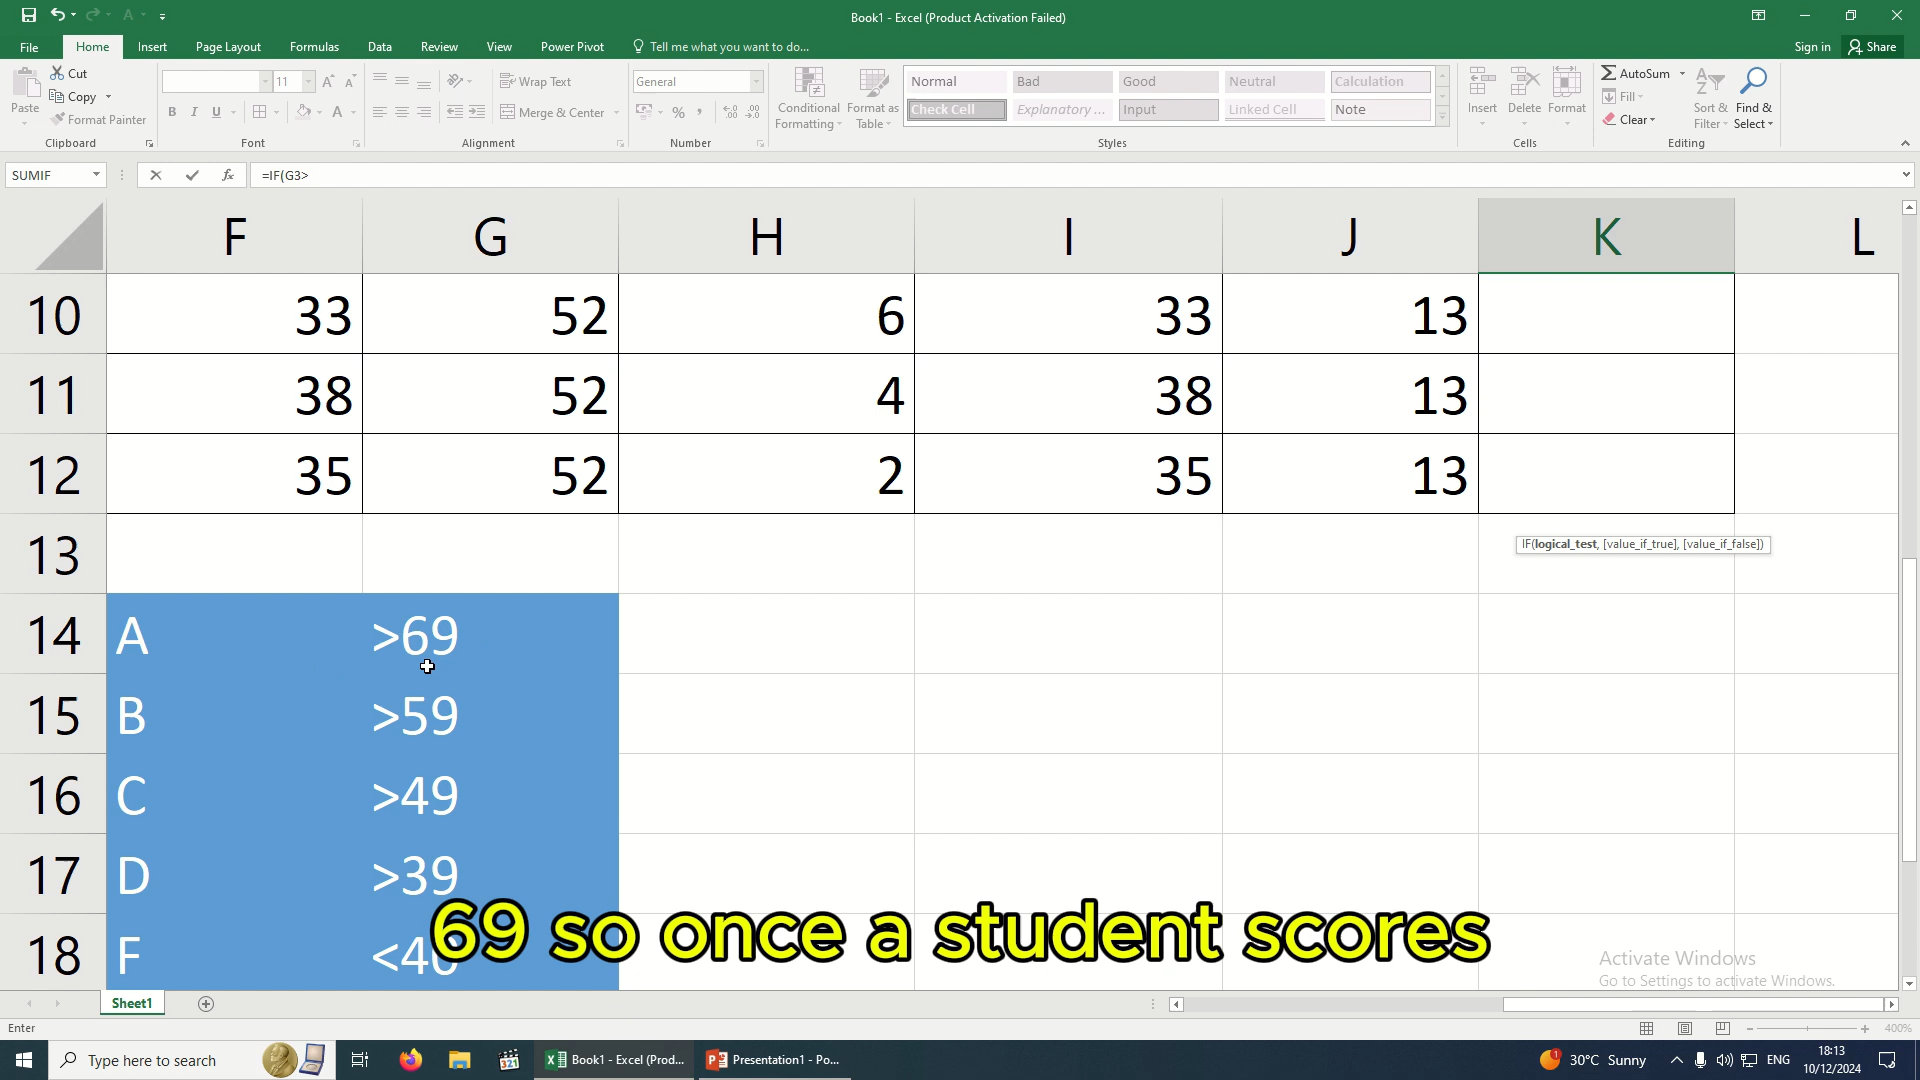 Book1 - Excel (Product Activation Failed)
File Home Insert Page Layout Formulas Data Review View Power Pivot Tell me what you want to do... Sign in Share
Paste Cut
Copy
Format Painter
Clipboard
11
B I U
Font
Wrap Text
Merge & Center
Alignment
General
Number
Conditional Formatting
Format as Table
Normal Bad Good Neutral Calculation
Check Cell Explanatory ... Input Linked Cell Note
Styles
Insert Delete Format
Cells
AutoSum
Fill
Clear
Sort & Filter
Find & Select
Editing
SUMIF =IF(G3>
F G H I J K L
10 33 52 6 33 13
11 38 52 4 38 13
12 35 52 2 35 13
13
IF(logical_test, [value_if_true], [value_if_false])
14 A >69
15 B >59
16 C >49
17 D >39
18 F <40
69 so once a student scores
Activate Windows
Go to Settings to activate Windows.
Sheet1
Enter
400%
Type here to search
Book1 - Excel (Prod...
Presentation1 - Po...
30°C Sunny
ENG
18:13
10/12/2024